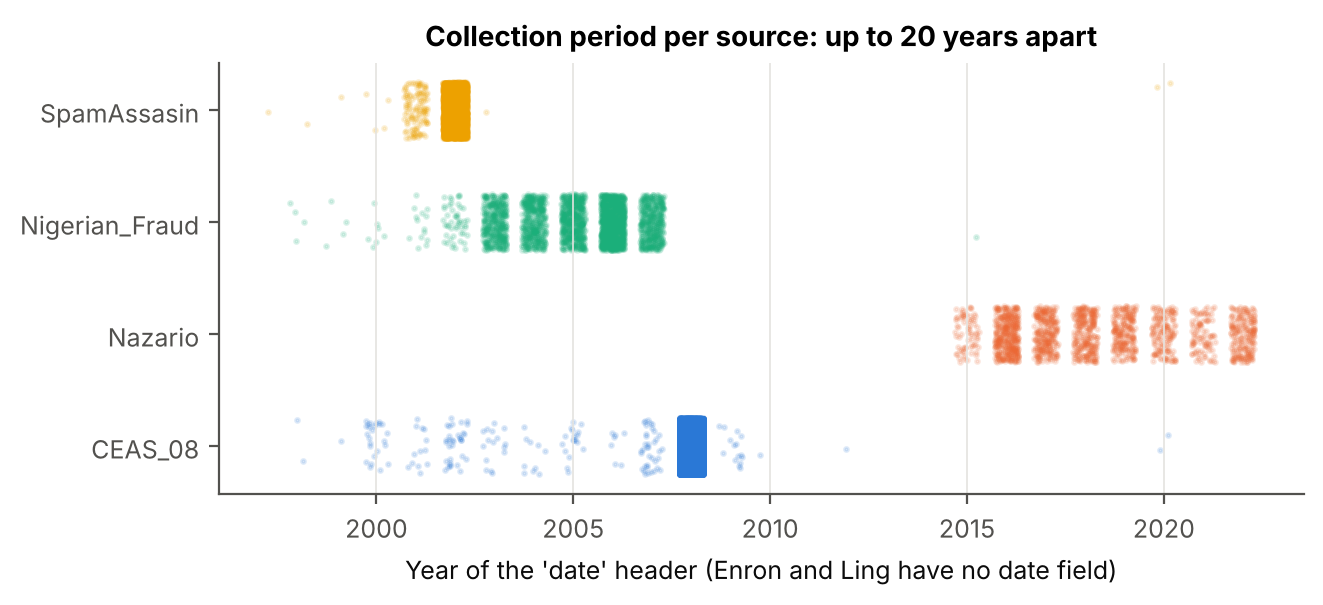 Collection period per source: up to 20 years apart
SpamAssasin
Nigerian_Fraud
Nazario
CEAS_08
2000 2005 2010 2015 2020
Year of the 'date' header (Enron and Ling have no date field)